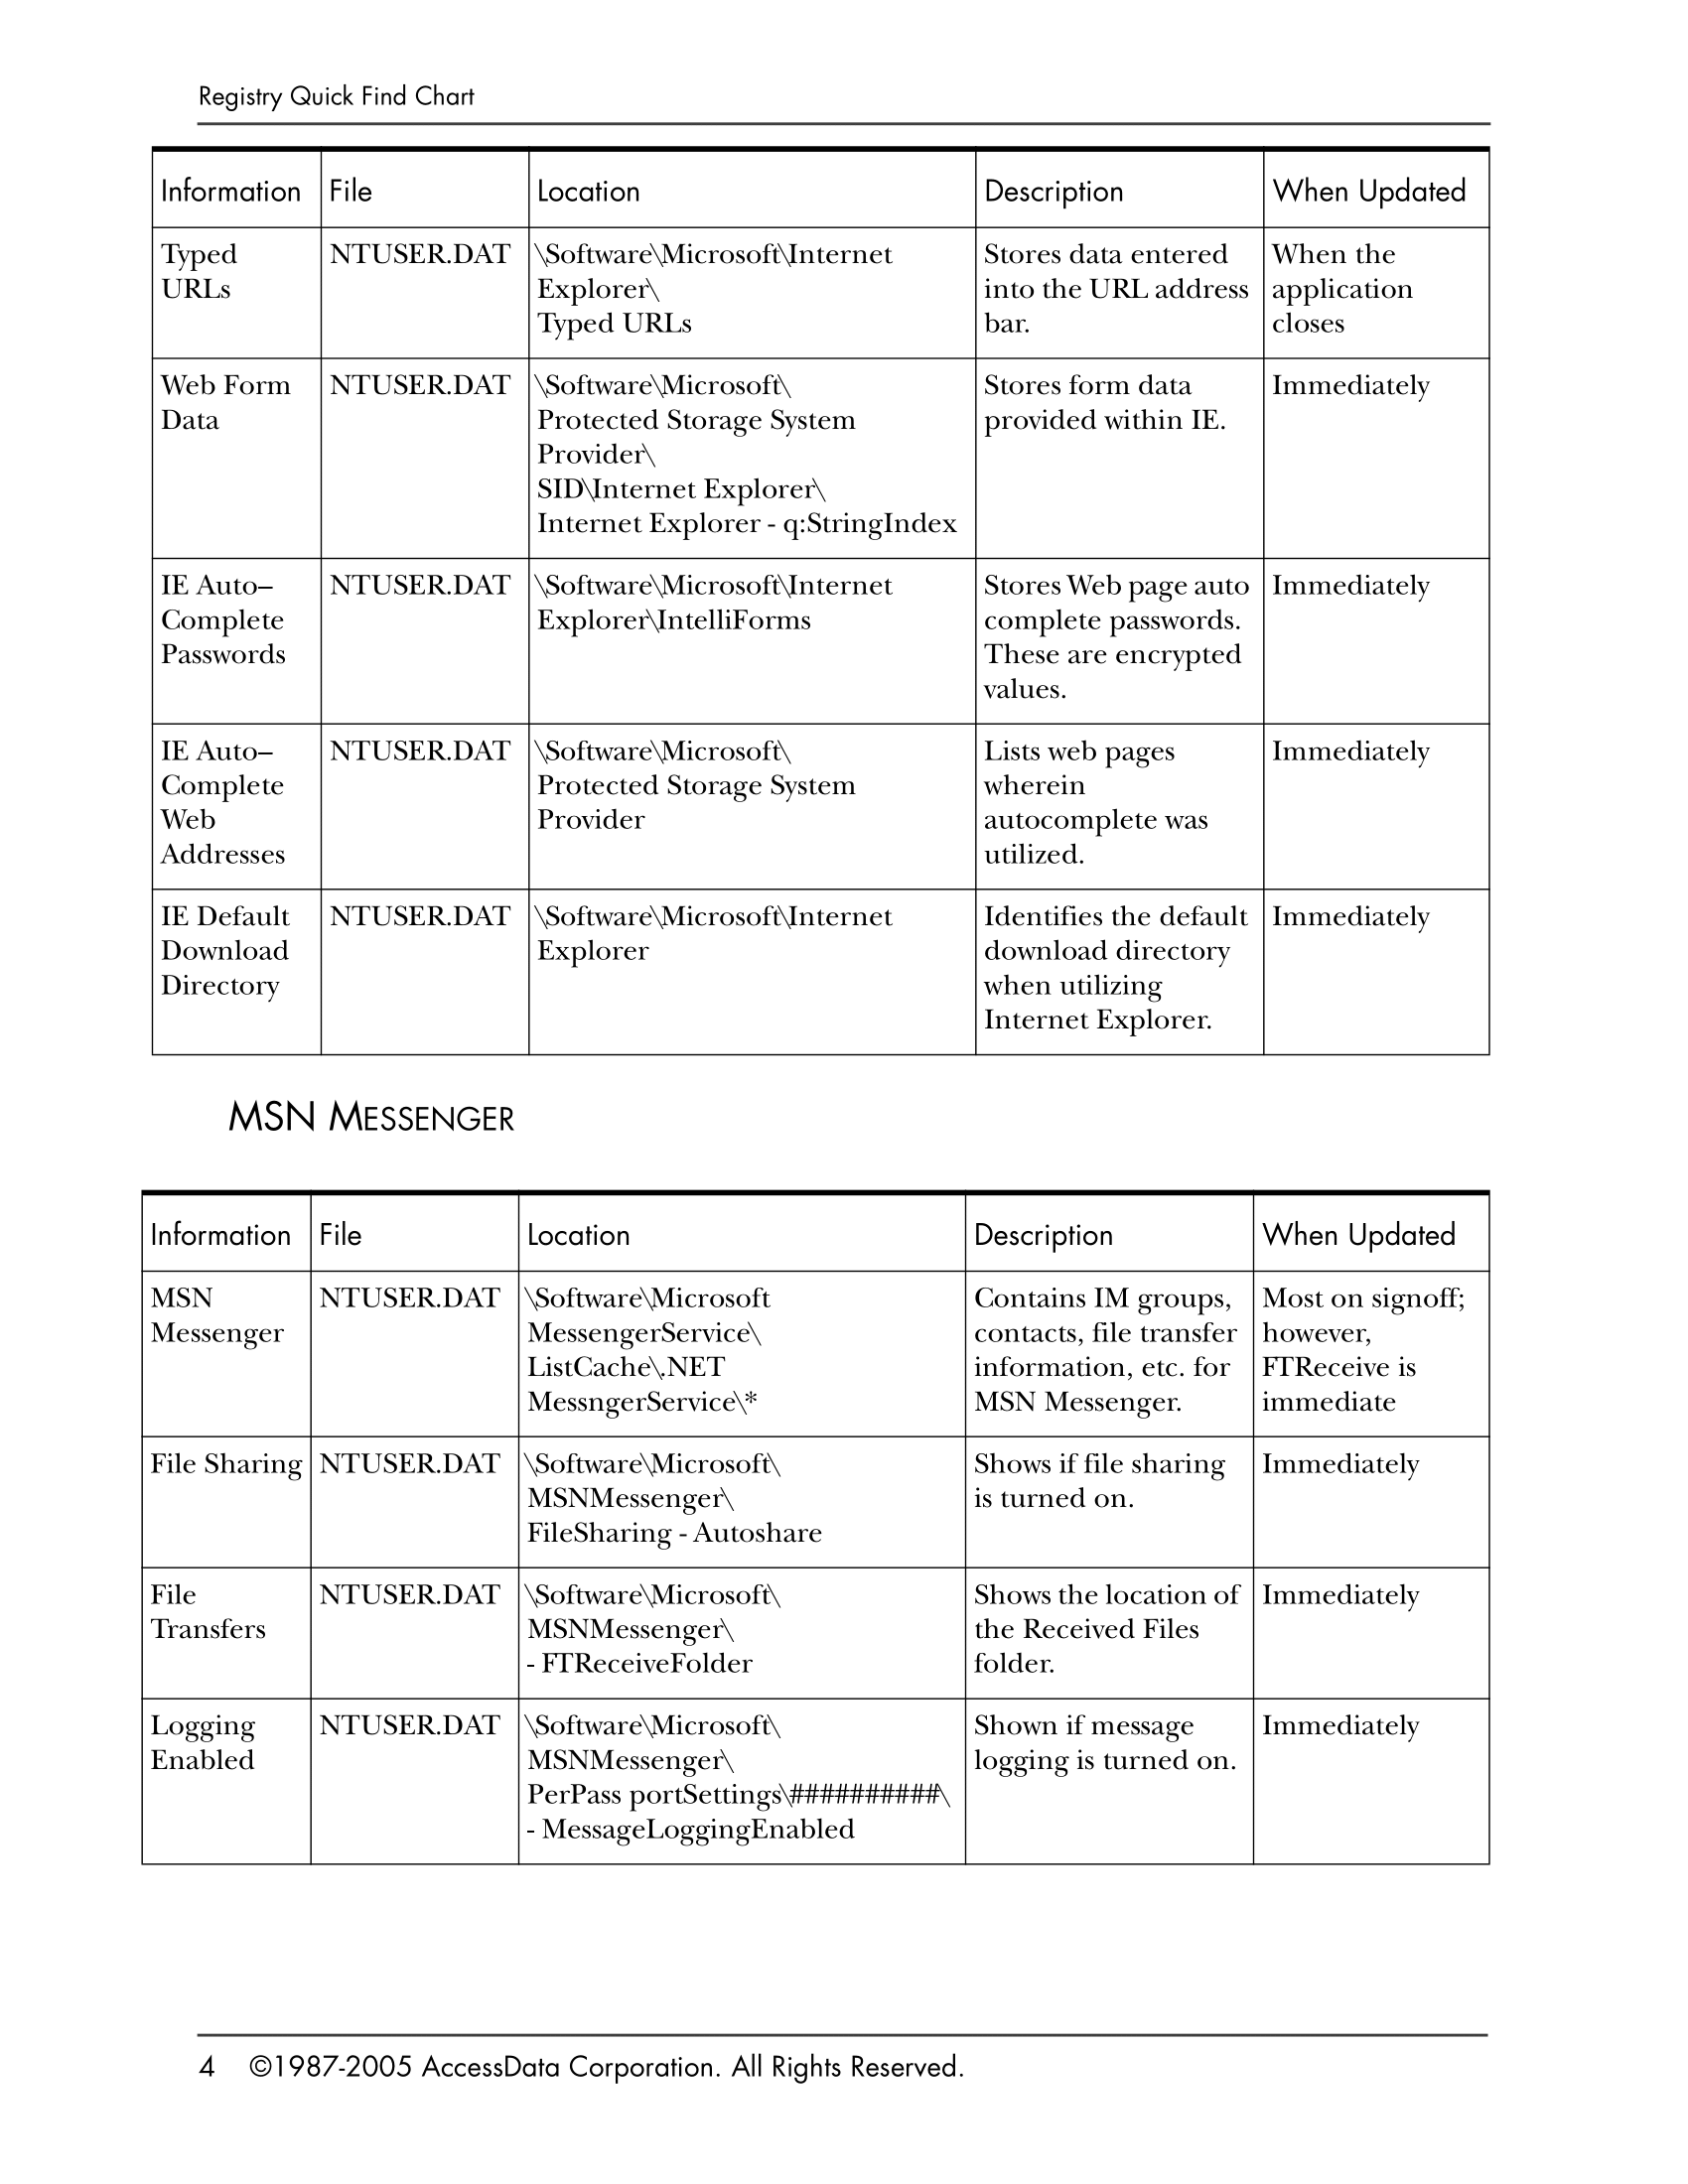 Registry Quick Find Chart
Information File Location Description When Updated
Typed URLs NTUSER.DAT \Software\Microsoft\Internet Explorer\ Typed URLs Stores data entered into the URL address bar. When the application closes
Web Form Data NTUSER.DAT \Software\Microsoft\ Protected Storage System Provider\ SID\Internet Explorer\ Internet Explorer - q:StringIndex Stores form data provided within IE. Immediately
IE Auto–Complete Passwords NTUSER.DAT \Software\Microsoft\Internet Explorer\IntelliForms Stores Web page auto complete passwords. These are encrypted values. Immediately
IE Auto–Complete Web Addresses NTUSER.DAT \Software\Microsoft\ Protected Storage System Provider Lists web pages wherein autocomplete was utilized. Immediately
IE Default Download Directory NTUSER.DAT \Software\Microsoft\Internet Explorer Identifies the default download directory when utilizing Internet Explorer. Immediately
MSN MESSENGER
Information File Location Description When Updated
MSN Messenger NTUSER.DAT \Software\Microsoft MessengerService\ ListCache\.NET MessngerService\* Contains IM groups, contacts, file transfer information, etc. for MSN Messenger. Most on signoff; however, FTReceive is immediate
File Sharing NTUSER.DAT \Software\Microsoft\ MSNMessenger\ FileSharing - Autoshare Shows if file sharing is turned on. Immediately
File Transfers NTUSER.DAT \Software\Microsoft\ MSNMessenger\ - FTReceiveFolder Shows the location of the Received Files folder. Immediately
Logging Enabled NTUSER.DAT \Software\Microsoft\ MSNMessenger\ PerPass portSettings\##########\ - MessageLoggingEnabled Shown if message logging is turned on. Immediately
4 ©1987-2005 AccessData Corporation. All Rights Reserved.